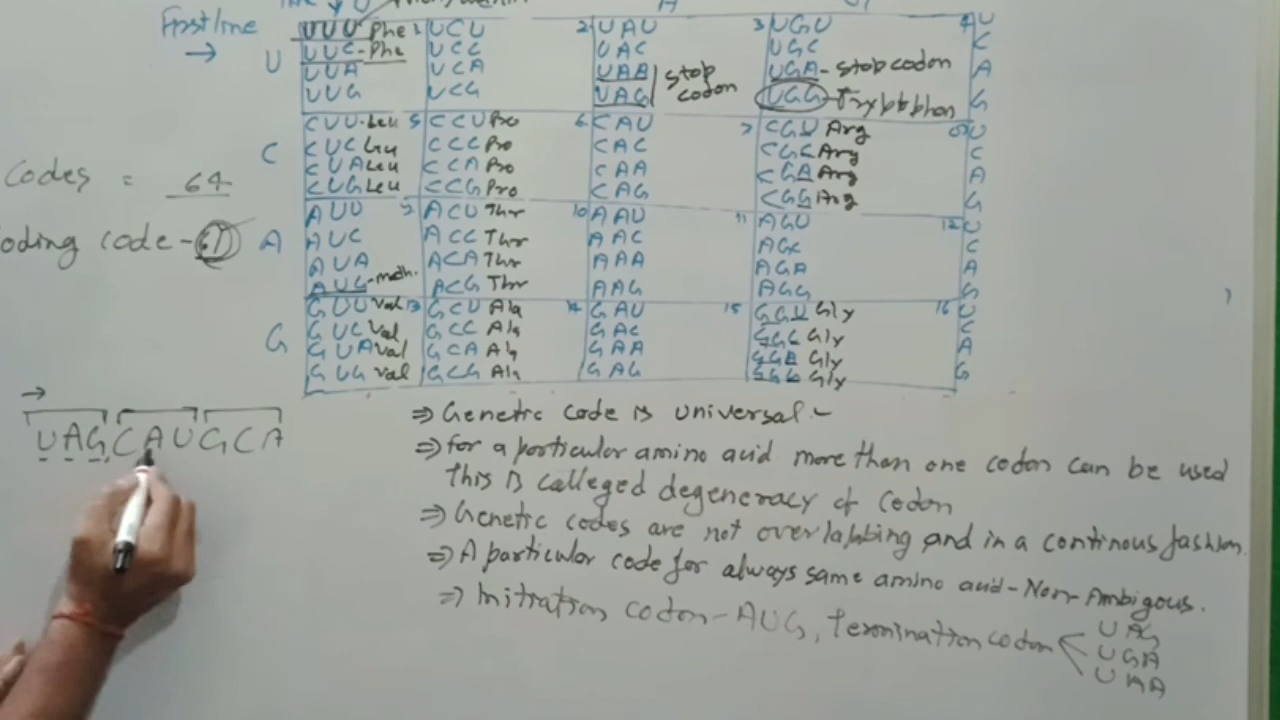 First line
U
UUU Phe 1 UCU 2 UAU 3 UGU 4 U
UUC-Phe UCC UAC UGC C
UUA UCA UAA stop codon UGA - stop codon A
UUG UCG UAG UGG G
C
CUU-Leu 5 CCU Pro 6 CAU 7 CGU Arg U
CUC Leu CCC Pro CAC CGC Arg C
CUA Leu CCA Pro CAA CGA Arg A
CUG Leu CCG Pro CAG CGG Arg G
A
AUU ACU Thr 10 AAU 11 AGU 12 U
AUC ACC Thr AAC AGC C
AUA ACA Thr AAA AGA A
AUG-meth. ACG Thr AAG AGG G
G
GUU Val 13 GCU Ala 14 GAU 15 GGU Gly 16 U
GUC Val GCC Ala GAC GGC Gly C
GUA Val GCA Ala GAA GGA Gly A
GUG Val GCG Ala GAG GGG Gly G
Codes = 64
oding code - 61
→
UAG, CAUGCA
⇒ Genetic code is universal -
⇒ for a particular amino acid more than one codon can be used
this is calleged degeneracy of codon
⇒ Genetic codes are not overlabbing and in a continous fashion.
⇒ A particular code for always same amino acid - Non-Ambigous.
⇒ Initration codon - AUG, termination codon < UAG
UGA
UAA